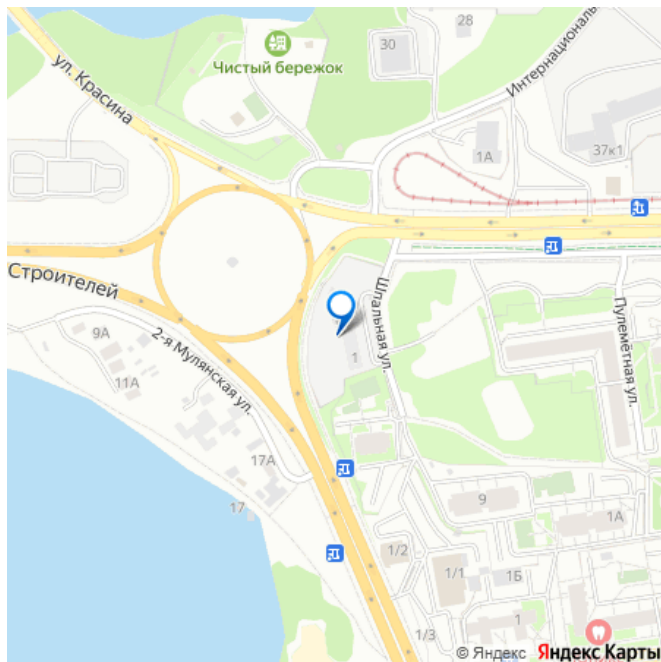 28
30
Чистый бережок
Интернациональ
ул. Красина
1А
37к1
Строителей
Шпальная ул.
Пулемётная ул.
2-я Мулянская ул.
9А
11А
1
17А
17
9
1А
1/2
1/1
1Б
1
1/3
© Яндекс Яндекс Карты